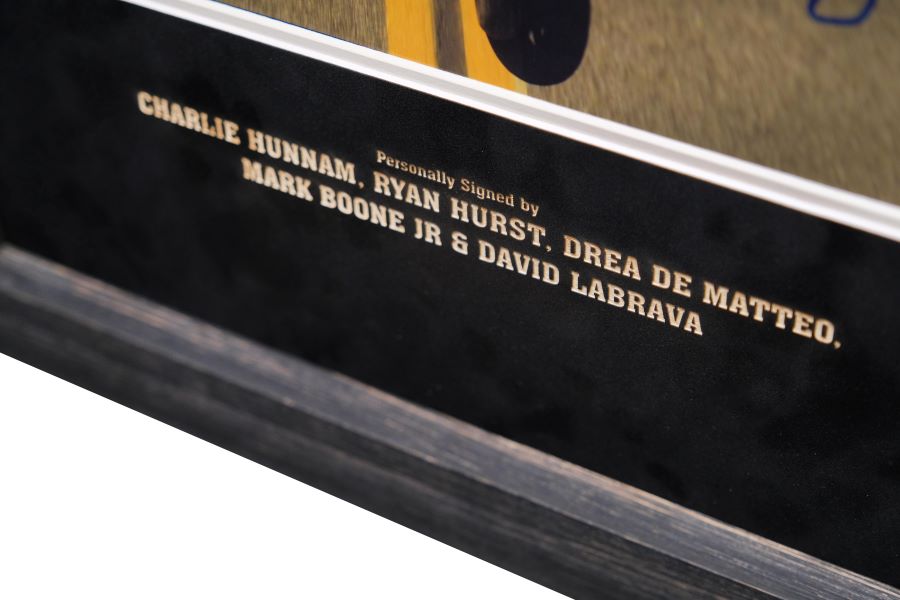 Personally Signed by
CHARLIE HUNNAM, RYAN HURST, DREA DE MATTEO,
MARK BOONE JR & DAVID LABRAVA